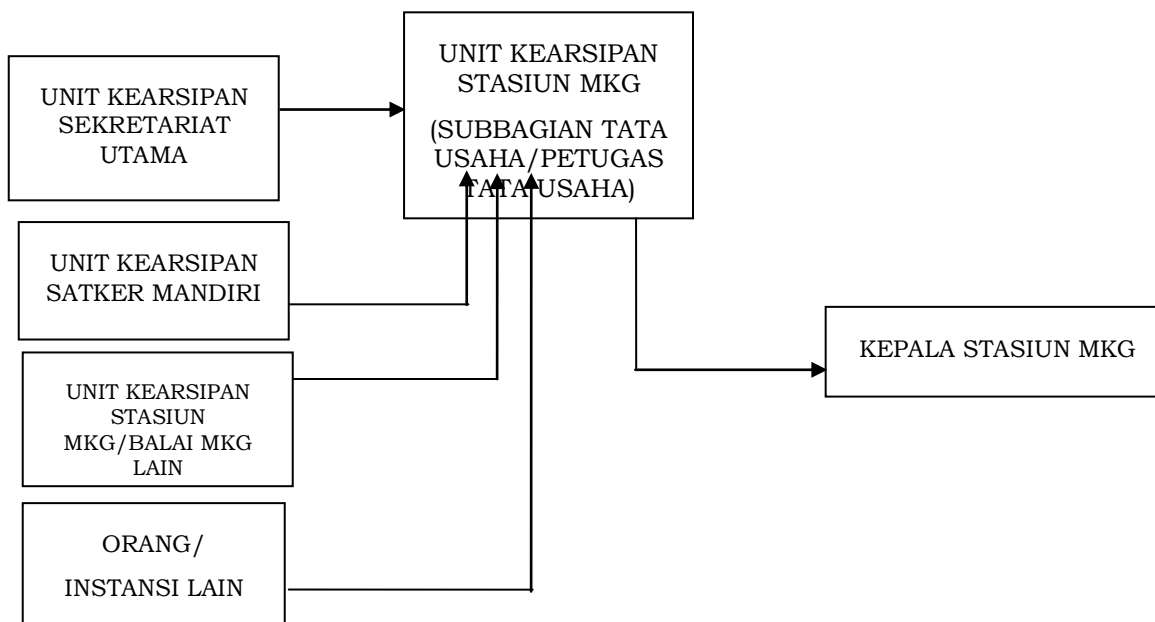 UNIT KEARSIPAN
SEKRETARIAT
UTAMA
UNIT KEARSIPAN
STASIUN MKG
(SUBBAGIAN TATA
USAHA/PETUGAS
TATA USAHA)
UNIT KEARSIPAN
SATKER MANDIRI
UNIT KEARSIPAN
STASIUN
MKG/BALAI MKG
LAIN
ORANG/
INSTANSI LAIN
KEPALA STASIUN MKG